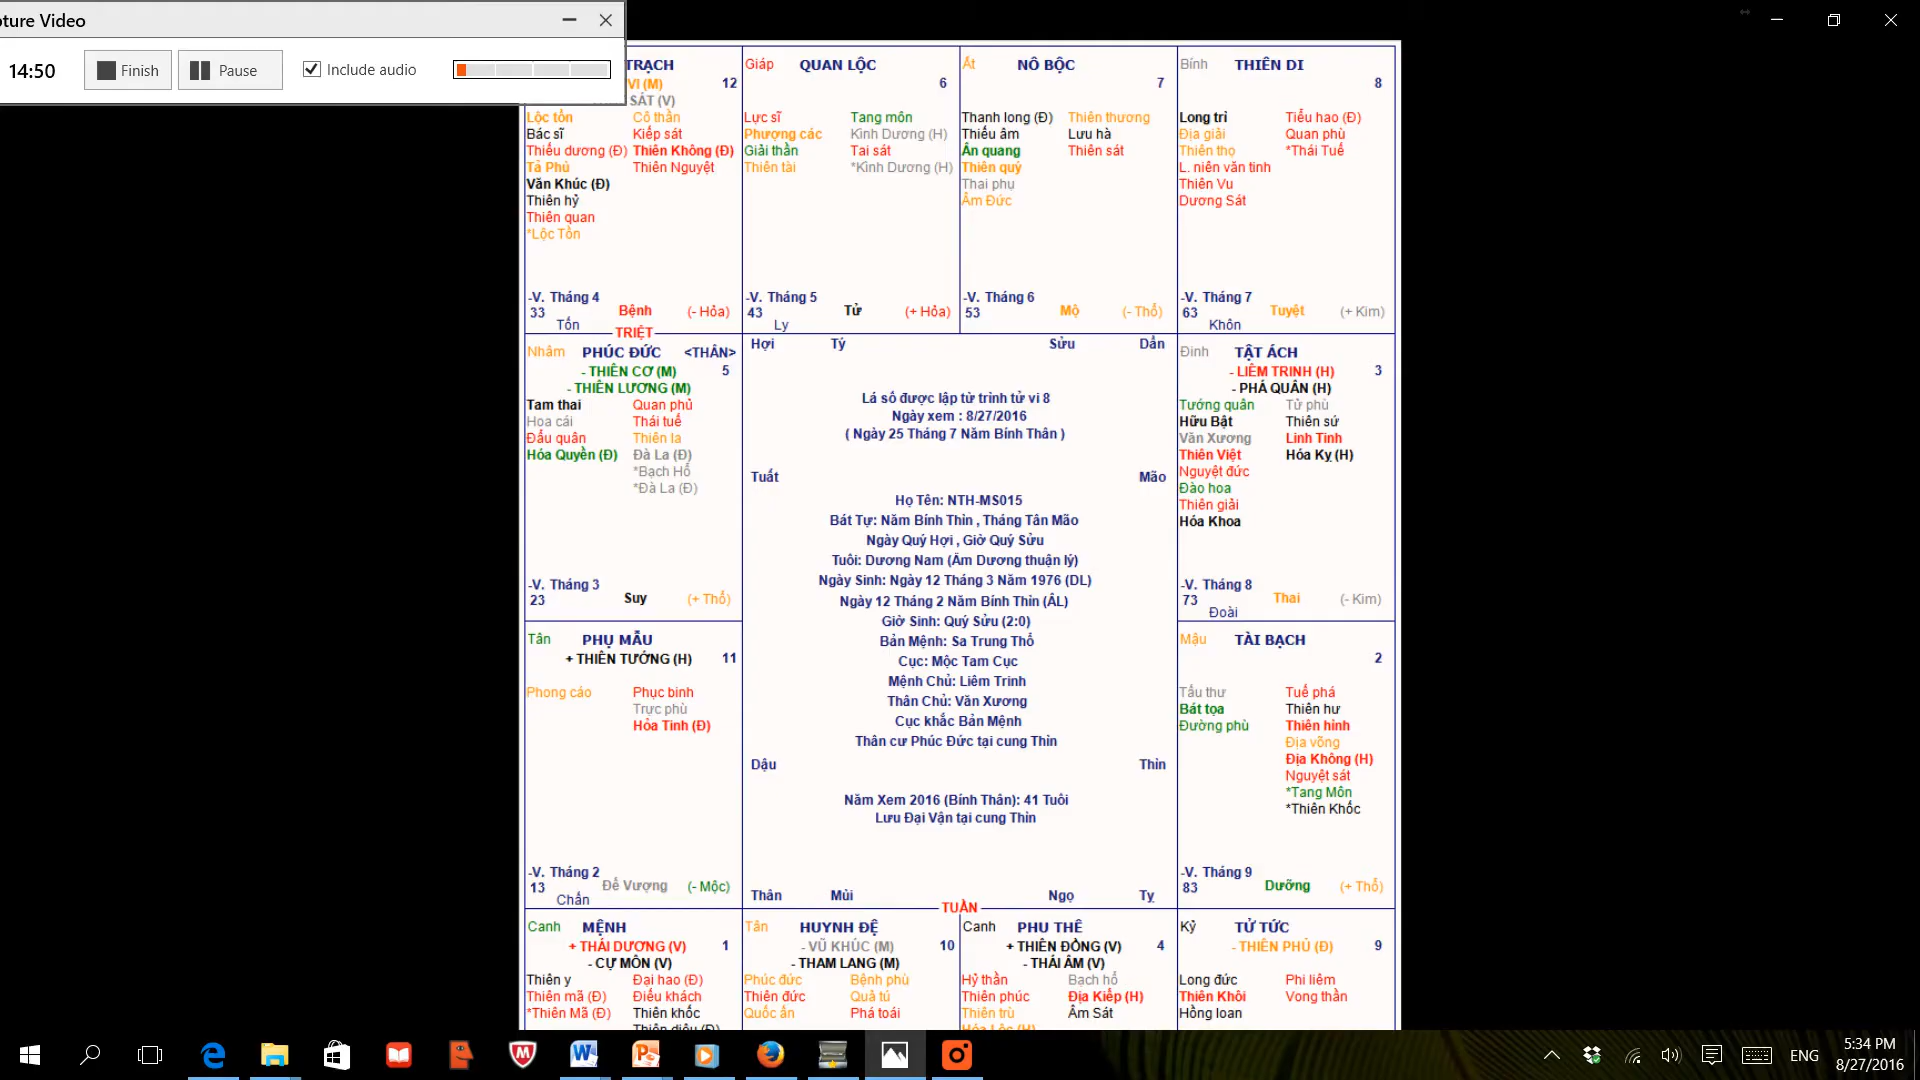 pture Video
14:50 Finish Pause Include audio
TRẠCH
VI (M) 12
SÁT (V)
Lộc tồn Cô thần
Bác sĩ Kiếp sát
Thiếu dương (Đ) Thiên Không (Đ)
Tả Phủ Thiên Nguyệt
Văn Khúc (Đ)
Thiên hỷ
Thiên quan
*Lộc Tồn
-V. Tháng 4
33 Bệnh (- Hỏa)
Tốn
Giáp QUAN LỘC
6
Lực sĩ Tang môn
Phượng các Kình Dương (H)
Giải thần Tai sát
Thiên tài *Kình Dương (H)
-V. Tháng 5
43 Tử (+ Hỏa)
Ly
Ất NÔ BỘC
7
Thanh long (Đ) Thiên thương
Thiếu âm Lưu hà
Ân quang Thiên sát
Thiên quý
Thai phụ
Âm Đức
-V. Tháng 6
53 Mộ (- Thổ)
Bính THIÊN DI
8
Long trì Tiểu hao (Đ)
Địa giải Quan phù
Thiên thọ *Thái Tuế
L. niên văn tinh
Thiên Vu
Dương Sát
-V. Tháng 7
63 Tuyệt (+ Kim)
Khôn
TRIỆT
Nhâm PHÚC ĐỨC <THÂN>
- THIÊN CƠ (M) 5
- THIÊN LƯƠNG (M)
Tam thai Quan phủ
Hoa cái Thái tuế
Đẩu quân Thiên la
Hóa Quyền (Đ) Đà La (Đ)
*Bạch Hổ
*Đà La (Đ)
-V. Tháng 3
23 Suy (+ Thổ)
Hợi Tý Sửu Dần
Lá số được lập từ trình tử vi 8
Ngày xem : 8/27/2016
( Ngày 25 Tháng 7 Năm Bính Thân )
Tuất Mão
Họ Tên: NTH-MS015
Bát Tự: Năm Bính Thìn , Tháng Tân Mão
Ngày Quý Hợi , Giờ Quý Sửu
Tuổi: Dương Nam (Âm Dương thuận lý)
Ngày Sinh: Ngày 12 Tháng 3 Năm 1976 (DL)
Ngày 12 Tháng 2 Năm Bính Thìn (ÂL)
Giờ Sinh: Quý Sửu (2:0)
Bản Mệnh: Sa Trung Thổ
Cục: Mộc Tam Cục
Mệnh Chủ: Liêm Trinh
Thân Chủ: Văn Xương
Cục khắc Bản Mệnh
Thân cư Phúc Đức tại cung Thìn
Dậu Thìn
Năm Xem 2016 (Bính Thân): 41 Tuổi
Lưu Đại Vận tại cung Thìn
Thân Mùi Ngọ Tỵ
Đinh TẬT ÁCH
- LIÊM TRINH (H) 3
- PHÁ QUÂN (H)
Tướng quân Tử phù
Hữu Bật Thiên sứ
Văn Xương Linh Tinh
Thiên Việt Hóa Kỵ (H)
Nguyệt đức
Đào hoa
Thiên giải
Hóa Khoa
-V. Tháng 8
73 Thai (- Kim)
Đoài
Tân PHỤ MẪU
+ THIÊN TƯỚNG (H) 11
Phong cáo Phục binh
Trực phù
Hỏa Tinh (Đ)
-V. Tháng 2
13 Đế Vượng (- Mộc)
Chấn
Mậu TÀI BẠCH
2
Tấu thư Tuế phá
Bát tọa Thiên hư
Đường phù Thiên hình
Địa võng
Địa Không (H)
Nguyệt sát
*Tang Môn
*Thiên Khốc
-V. Tháng 9
83 Dưỡng (+ Thổ)
TUẦN
Canh MỆNH
+ THÁI DƯƠNG (V) 1
- CỰ MÔN (V)
Thiên y Đại hao (Đ)
Thiên mã (Đ) Điếu khách
*Thiên Mã (Đ) Thiên khốc
Thiên diêu (Đ)
Tân HUYNH ĐỆ
- VŨ KHÚC (M) 10
- THAM LANG (M)
Phúc đức Bệnh phù
Thiên đức Quả tú
Quốc ấn Phá toái
Canh PHU THÊ
+ THIÊN ĐỒNG (V) 4
- THÁI ÂM (V)
Hỷ thần Bạch hổ
Thiên phúc Địa Kiếp (H)
Thiên trù Âm Sát
Hóa Lộc (H)
Kỷ TỬ TỨC
- THIÊN PHỦ (Đ) 9
Long đức Phi liêm
Thiên Khôi Vong thần
Hồng loan
ENG 5:34 PM
8/27/2016